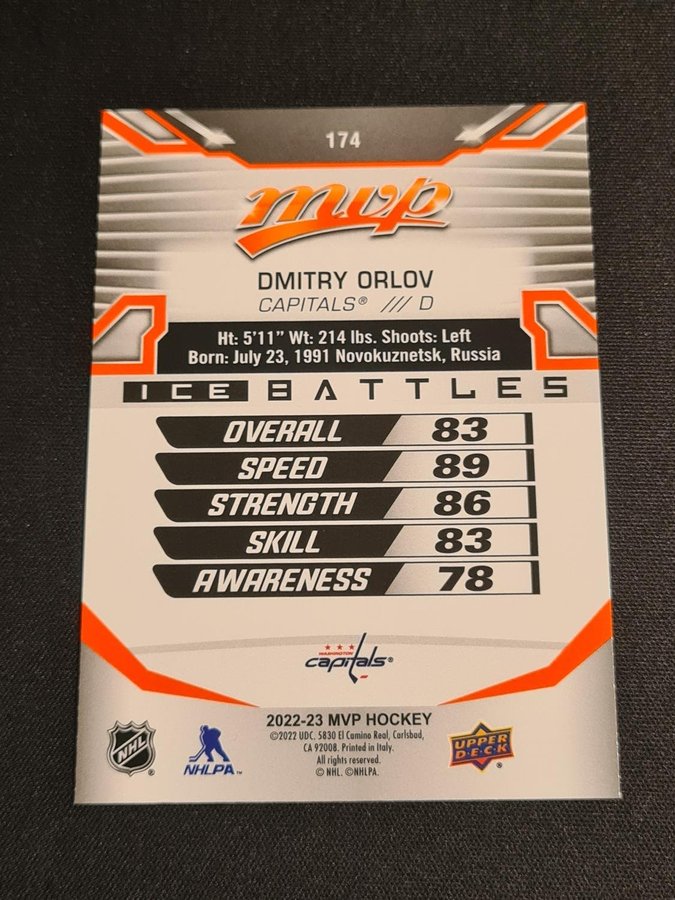 174
mvp
DMITRY ORLOV
CAPITALS® /// D
Ht: 5'11" Wt: 214 lbs. Shoots: Left
Born: July 23, 1991 Novokuznetsk, Russia
ICE BATTLES
OVERALL 83
SPEED 89
STRENGTH 86
SKILL 83
AWARENESS 78
WASHINGTON
capitals®
2022-23 MVP HOCKEY
©2022 UDC. 5830 El Camino Real, Carlsbad,
CA 92008. Printed in Italy.
All rights reserved.
© NHL. ©NHLPA.
NHL ®
NHLPA™
UPPER
DECK ®